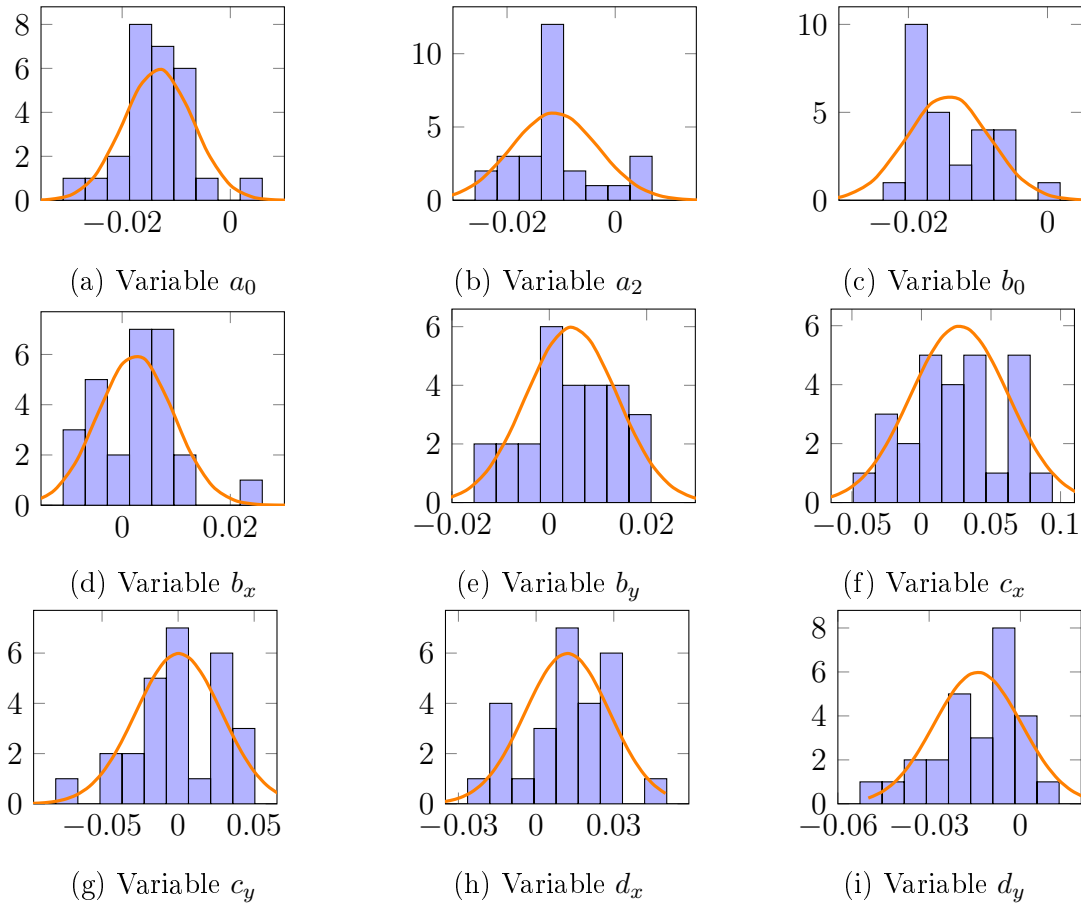 8
6
4
2
0
−0.02 0
(a) Variable a₀
10
5
0
−0.02 0
(b) Variable a₂
10
5
0
−0.02 0
(c) Variable b₀
6
4
2
0
0 0.02
(d) Variable bₓ
6
4
2
0
−0.02 0 0.02
(e) Variable b_y
6
4
2
0
−0.05 0 0.05 0.1
(f) Variable cₓ
6
4
2
0
−0.05 0 0.05
(g) Variable c_y
6
4
2
0
−0.03 0 0.03
(h) Variable dₓ
8
6
4
2
0
−0.06 −0.03 0
(i) Variable d_y